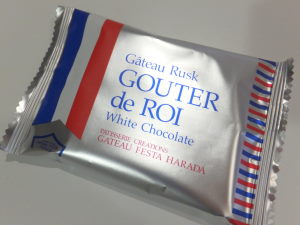 Gâteau Rusk
GOUTER
de ROI
White Chocolate
PATISSERIE CREATIONS
GATEAU FESTA HARADA